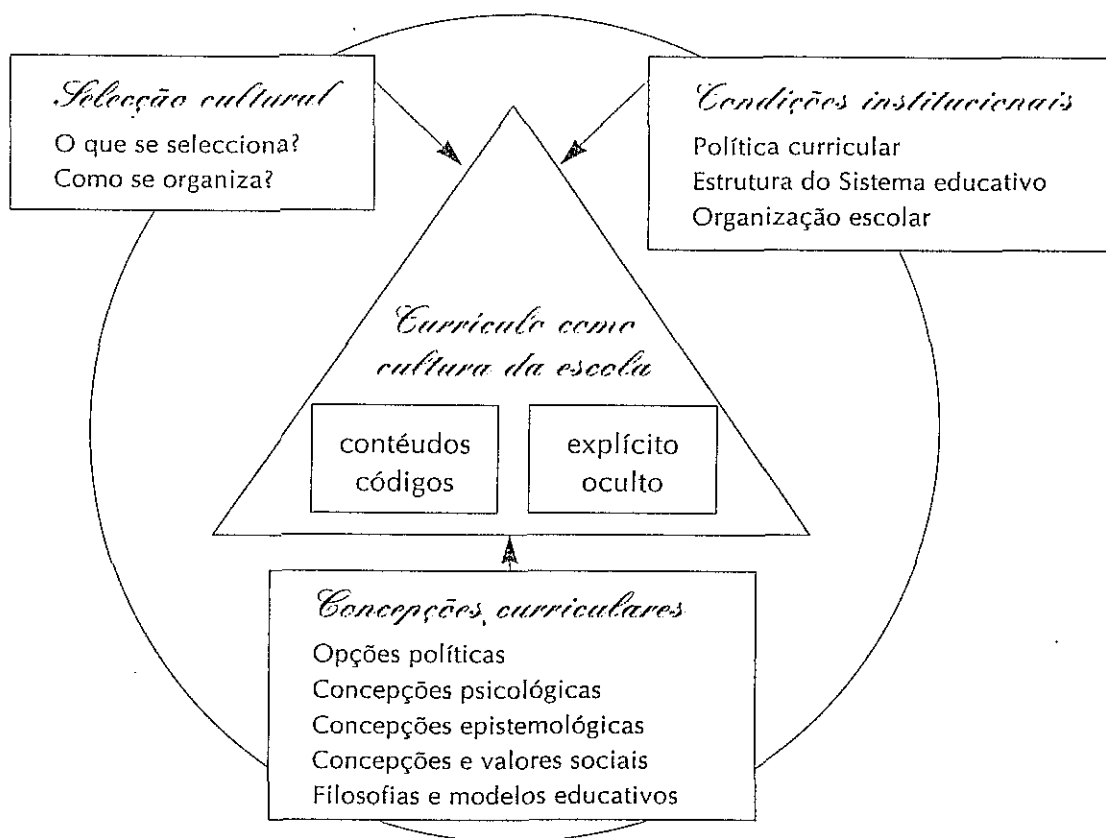 Selecção cultural
O que se selecciona?
Como se organiza?
Condições institucionais
Política curricular
Estrutura do Sistema educativo
Organização escolar
Currículo como
cultura da escola
contéudos
códigos
explícito
oculto
Concepções curriculares
Opções políticas
Concepções psicológicas
Concepções epistemológicas
Concepções e valores sociais
Filosofias e modelos educativos